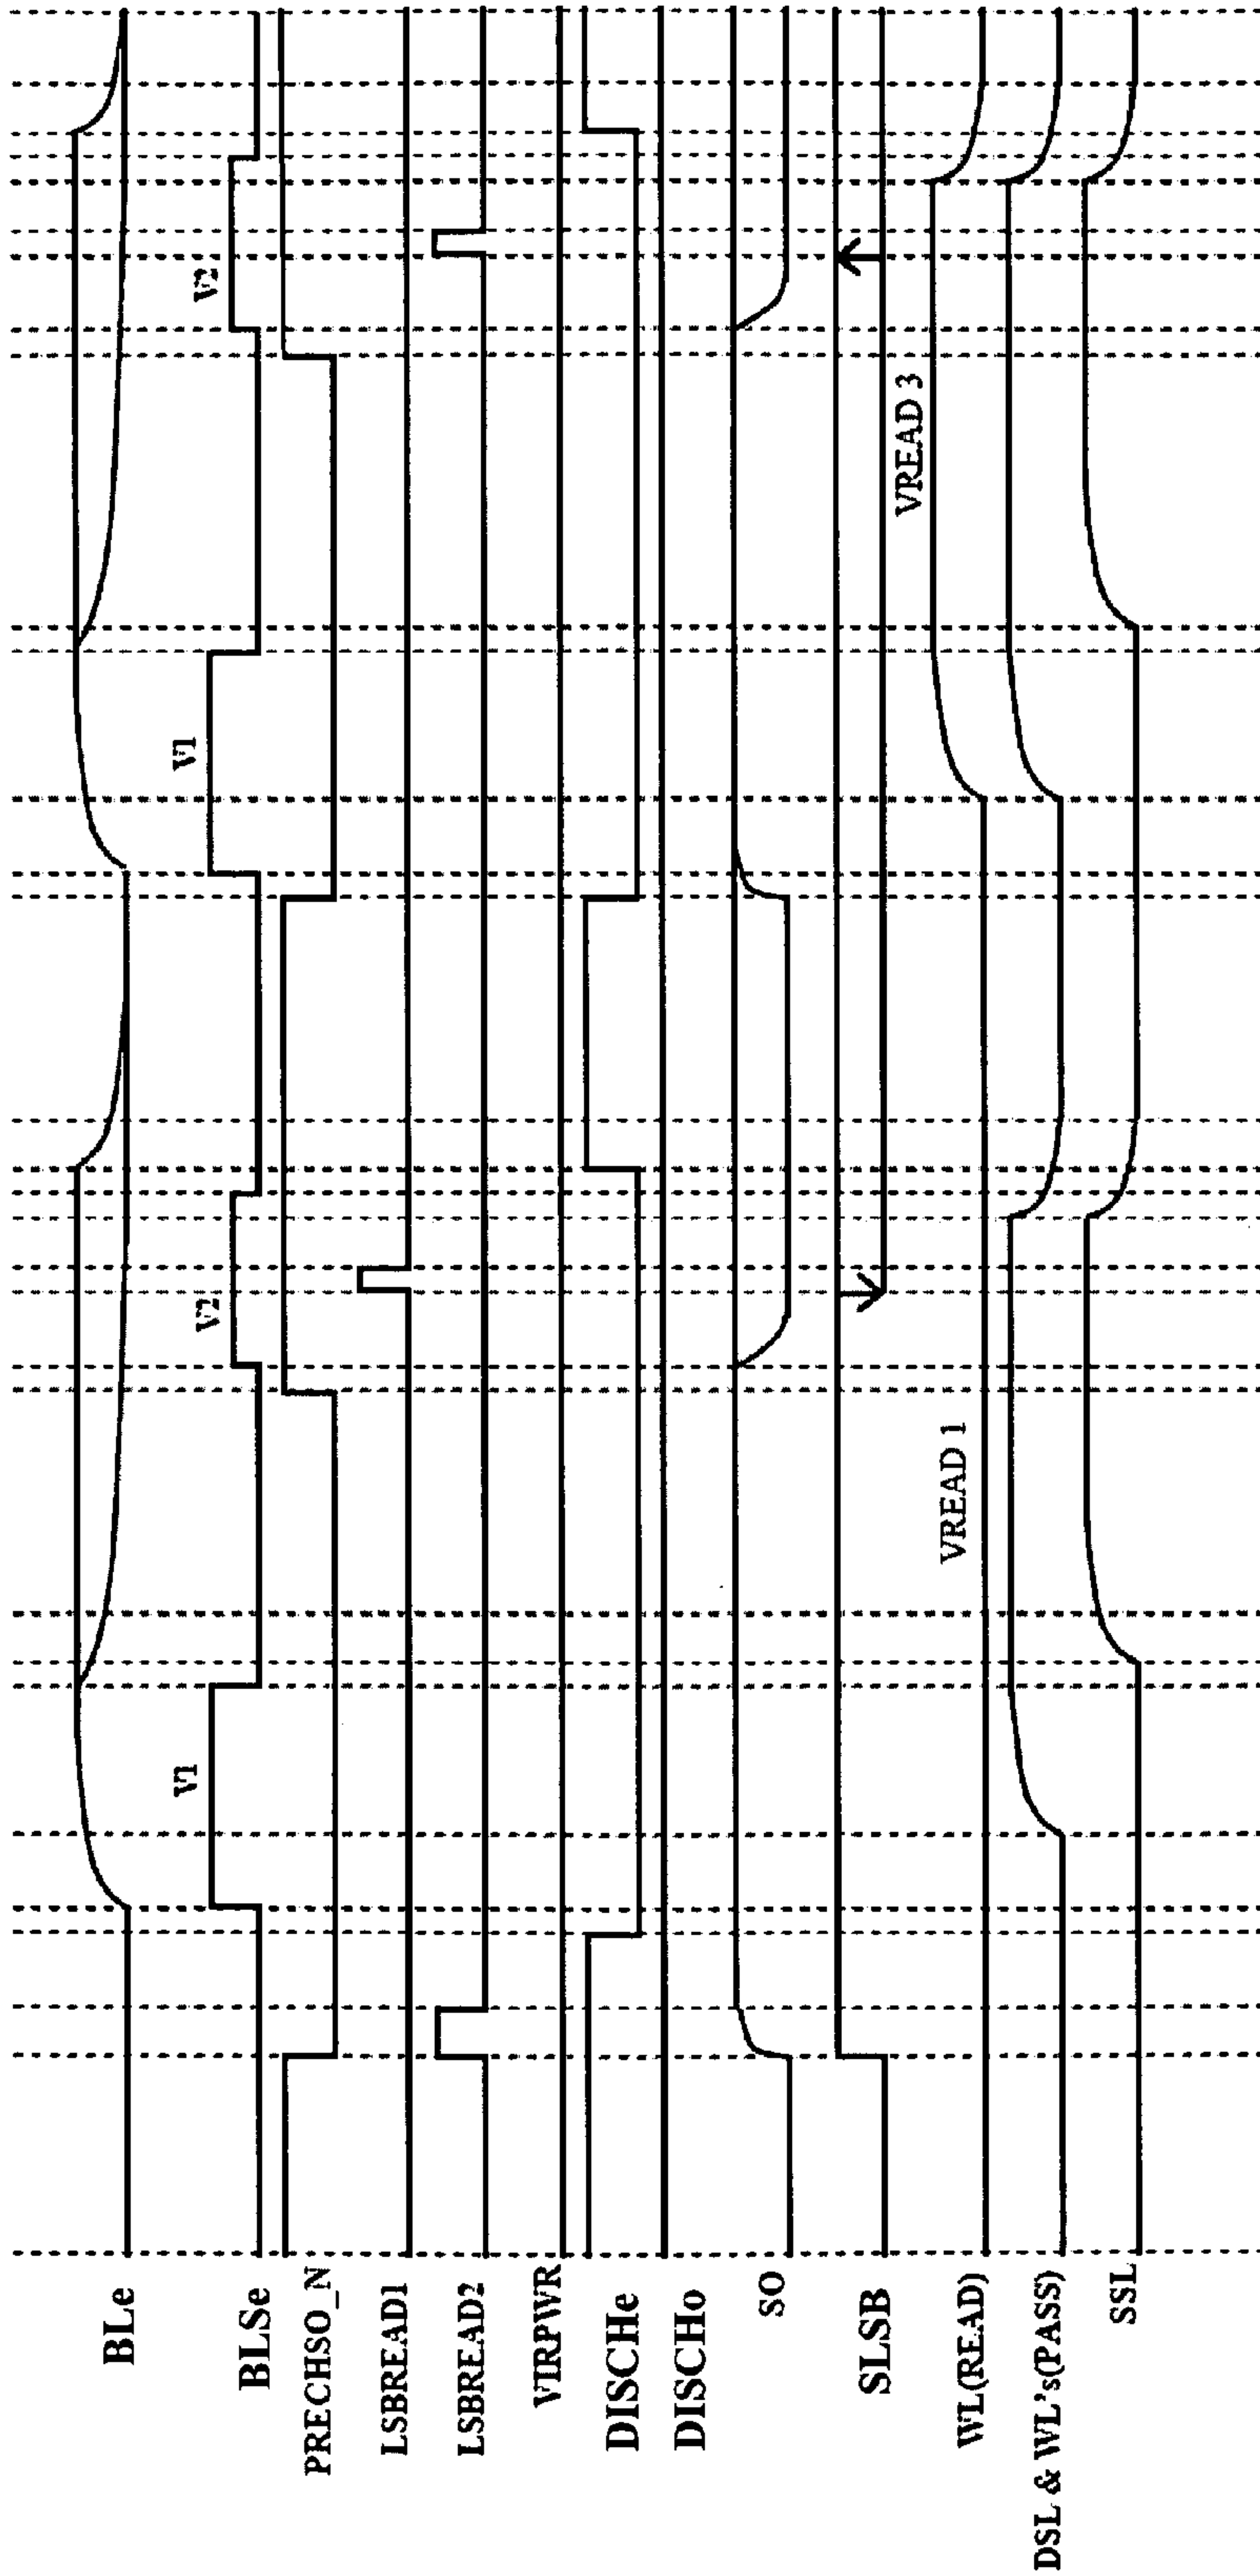 BLe
V1
V2
V1
V2
BLSe
PRECHSO_N
LSBREAD1
LSBREAD2
VIRPWR
DISCHe
DISCHo
SO
SLSB
VREAD 1
VREAD 3
WL(READ)
DSL & WL's(PASS)
SSL